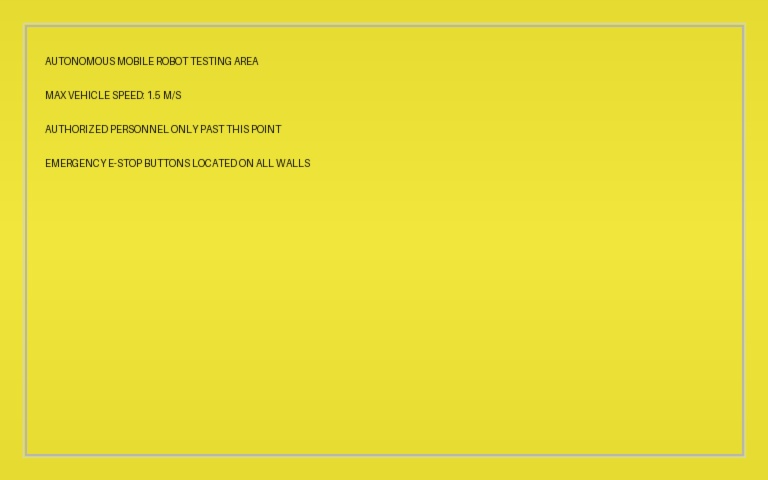 AUTONOMOUS MOBILE ROBOT TESTING AREA
MAX VEHICLE SPEED: 1.5 M/S
AUTHORIZED PERSONNEL ONLY PAST THIS POINT
EMERGENCY E-STOP BUTTONS LOCATED ON ALL WALLS